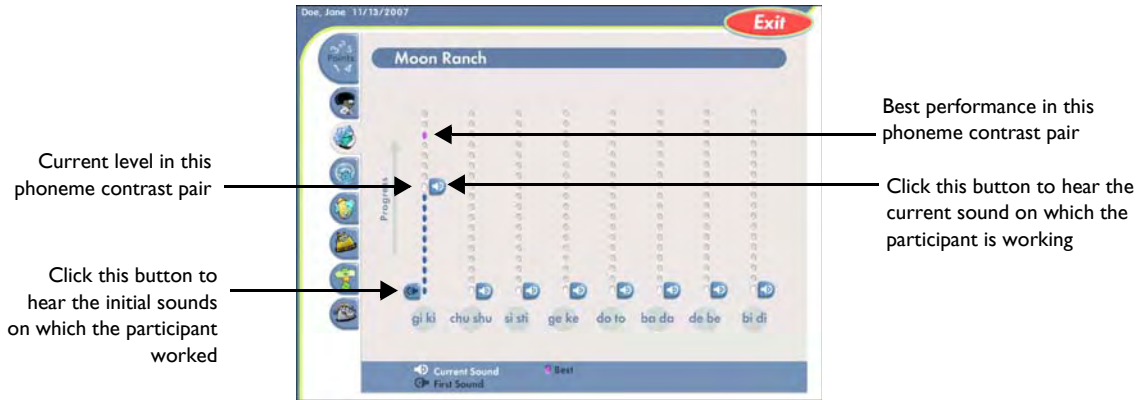 Doe, Jane 11/13/2007
Exit
Points
Moon Ranch
Best performance in this
phoneme contrast pair
Current level in this
phoneme contrast pair
Click this button to hear the
current sound on which the
participant is working
Progress
Click this button to
hear the initial sounds
on which the participant
worked
gi ki chu shu si sti ge ke do to ba da de be bi di
Current Sound Best
First Sound